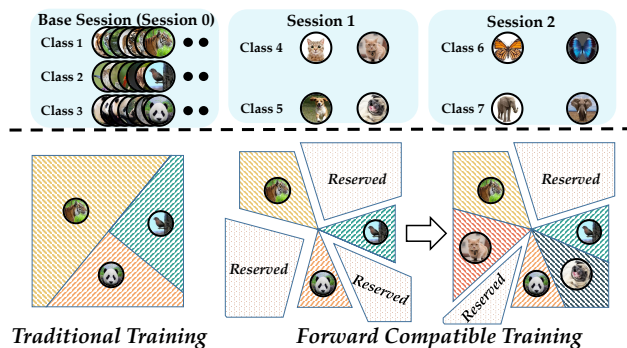 Base Session (Session 0)
Class 1
Class 2
Class 3
Session 1
Class 4
Class 5
Session 2
Class 6
Class 7
Reserved
Reserved
Reserved
Reserved
Reserved
Traditional Training
Forward Compatible Training